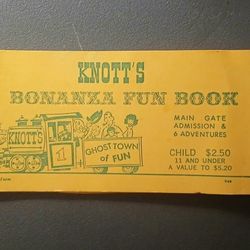 KNOTT'S
BONANZA FUN BOOK
MAIN GATE
ADMISSION &
6 ADVENTURES
KNOTT'S
1
GHOST TOWN
OF FUN
CHILD $2.50
11 AND UNDER
A VALUE TO $5.20